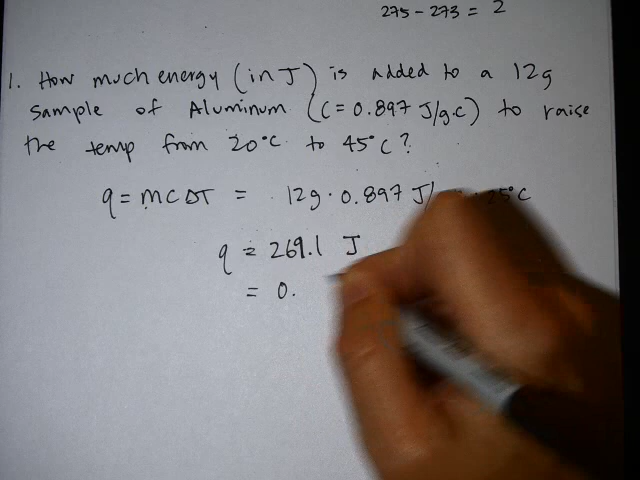 275 - 273 = 2
1. How much energy (in J) is added to a 12g
sample of Aluminum (C = 0.897 J/g.c) to raise
the temp from 20°C to 45°C?
q = mCΔT = 12g · 0.897 J/ 25°C
q = 269.1 J
= 0.